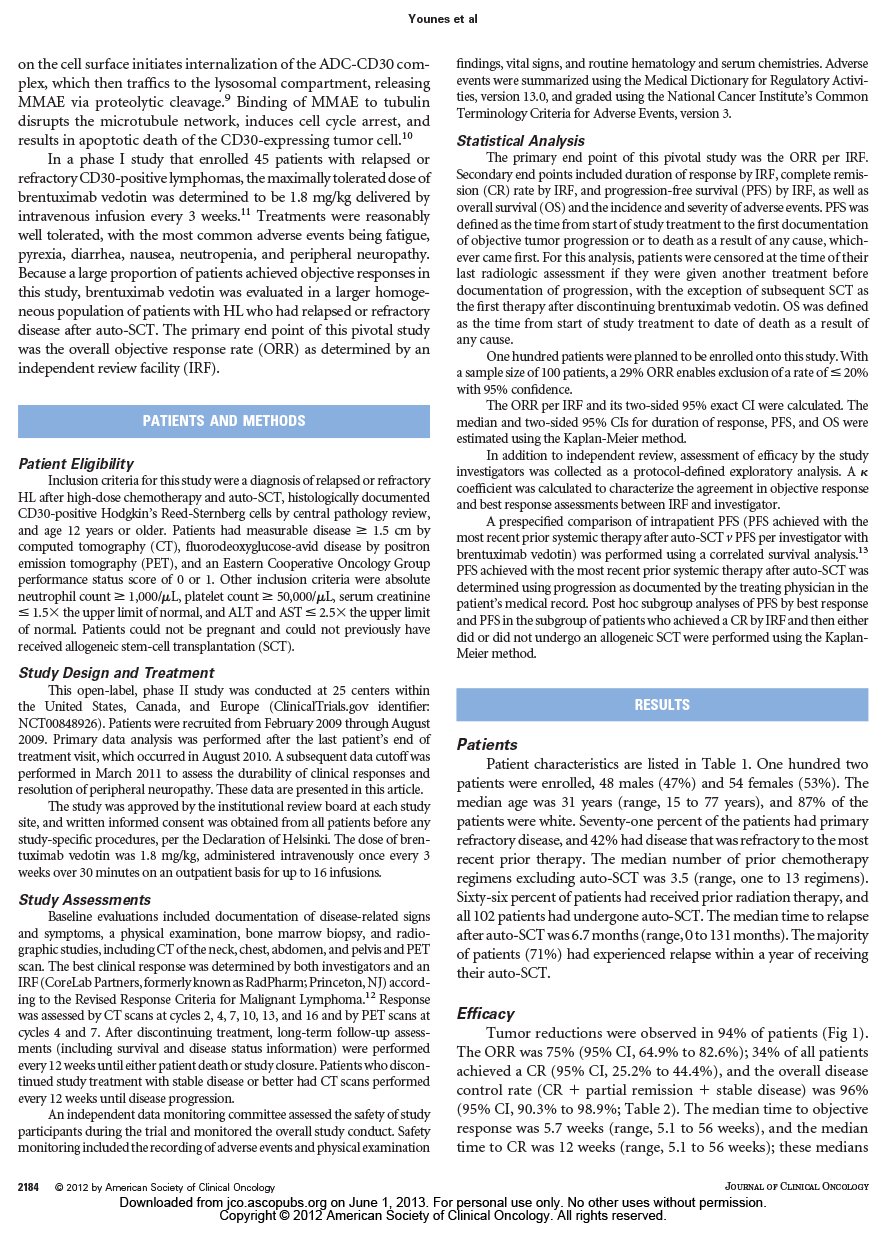 Younes et al
on the cell surface initiates internalization of the ADC-CD30 com-
plex, which then traffics to the lysosomal compartment, releasing
MMAE via proteolytic cleavage.9 Binding of MMAE to tubulin
disrupts the microtubule network, induces cell cycle arrest, and
results in apoptotic death of the CD30-expressing tumor cell.10
In a phase I study that enrolled 45 patients with relapsed or
refractory CD30-positive lymphomas, the maximally tolerated dose of
brentuximab vedotin was determined to be 1.8 mg/kg delivered by
intravenous infusion every 3 weeks.11 Treatments were reasonably
well tolerated, with the most common adverse events being fatigue,
pyrexia, diarrhea, nausea, neutropenia, and peripheral neuropathy.
Because a large proportion of patients achieved objective responses in
this study, brentuximab vedotin was evaluated in a larger homoge-
neous population of patients with HL who had relapsed or refractory
disease after auto-SCT. The primary end point of this pivotal study
was the overall objective response rate (ORR) as determined by an
independent review facility (IRF).
PATIENTS AND METHODS
Patient Eligibility
Inclusion criteria for this study were a diagnosis of relapsed or refractory
HL after high-dose chemotherapy and auto-SCT, histologically documented
CD30-positive Hodgkin's Reed-Sternberg cells by central pathology review,
and age 12 years or older. Patients had measurable disease ≥ 1.5 cm by
computed tomography (CT), fluorodeoxyglucose-avid disease by positron
emission tomography (PET), and an Eastern Cooperative Oncology Group
performance status score of 0 or 1. Other inclusion criteria were absolute
neutrophil count ≥ 1,000/μL, platelet count ≥ 50,000/μL, serum creatinine
≤ 1.5× the upper limit of normal, and ALT and AST ≤ 2.5× the upper limit
of normal. Patients could not be pregnant and could not previously have
received allogeneic stem-cell transplantation (SCT).
Study Design and Treatment
This open-label, phase II study was conducted at 25 centers within
the United States, Canada, and Europe (ClinicalTrials.gov identifier:
NCT00848926). Patients were recruited from February 2009 through August
2009. Primary data analysis was performed after the last patient's end of
treatment visit, which occurred in August 2010. A subsequent data cutoff was
performed in March 2011 to assess the durability of clinical responses and
resolution of peripheral neuropathy. These data are presented in this article.
The study was approved by the institutional review board at each study
site, and written informed consent was obtained from all patients before any
study-specific procedures, per the Declaration of Helsinki. The dose of bren-
tuximab vedotin was 1.8 mg/kg, administered intravenously once every 3
weeks over 30 minutes on an outpatient basis for up to 16 infusions.
Study Assessments
Baseline evaluations included documentation of disease-related signs
and symptoms, a physical examination, bone marrow biopsy, and radio-
graphic studies, including CT of the neck, chest, abdomen, and pelvis and PET
scan. The best clinical response was determined by both investigators and an
IRF (CoreLab Partners, formerly known as RadPharm; Princeton, NJ) accord-
ing to the Revised Response Criteria for Malignant Lymphoma.12 Response
was assessed by CT scans at cycles 2, 4, 7, 10, 13, and 16 and by PET scans at
cycles 4 and 7. After discontinuing treatment, long-term follow-up assess-
ments (including survival and disease status information) were performed
every 12 weeks until either patient death or study closure. Patients who discon-
tinued study treatment with stable disease or better had CT scans performed
every 12 weeks until disease progression.
An independent data monitoring committee assessed the safety of study
participants during the trial and monitored the overall study conduct. Safety
monitoring included the recording of adverse events and physical examination
findings, vital signs, and routine hematology and serum chemistries. Adverse
events were summarized using the Medical Dictionary for Regulatory Activi-
ties, version 13.0, and graded using the National Cancer Institute's Common
Terminology Criteria for Adverse Events, version 3.
Statistical Analysis
The primary end point of this pivotal study was the ORR per IRF.
Secondary end points included duration of response by IRF, complete remis-
sion (CR) rate by IRF, and progression-free survival (PFS) by IRF, as well as
overall survival (OS) and the incidence and severity of adverse events. PFS was
defined as the time from start of study treatment to the first documentation
of objective tumor progression or to death as a result of any cause, which-
ever came first. For this analysis, patients were censored at the time of their
last radiologic assessment if they were given another treatment before
documentation of progression, with the exception of subsequent SCT as
the first therapy after discontinuing brentuximab vedotin. OS was defined
as the time from start of study treatment to date of death as a result of
any cause.
One hundred patients were planned to be enrolled onto this study. With
a sample size of 100 patients, a 29% ORR enables exclusion of a rate of ≤ 20%
with 95% confidence.
The ORR per IRF and its two-sided 95% exact CI were calculated. The
median and two-sided 95% CIs for duration of response, PFS, and OS were
estimated using the Kaplan-Meier method.
In addition to independent review, assessment of efficacy by the study
investigators was collected as a protocol-defined exploratory analysis. A κ
coefficient was calculated to characterize the agreement in objective response
and best response assessments between IRF and investigator.
A prespecified comparison of intrapatient PFS (PFS achieved with the
most recent prior systemic therapy after auto-SCT v PFS per investigator with
brentuximab vedotin) was performed using a correlated survival analysis.13
PFS achieved with the most recent prior systemic therapy after auto-SCT was
determined using progression as documented by the treating physician in the
patient's medical record. Post hoc subgroup analyses of PFS by best response
and PFS in the subgroup of patients who achieved a CR by IRF and then either
did or did not undergo an allogeneic SCT were performed using the Kaplan-
Meier method.
RESULTS
Patients
Patient characteristics are listed in Table 1. One hundred two
patients were enrolled, 48 males (47%) and 54 females (53%). The
median age was 31 years (range, 15 to 77 years), and 87% of the
patients were white. Seventy-one percent of the patients had primary
refractory disease, and 42% had disease that was refractory to the most
recent prior therapy. The median number of prior chemotherapy
regimens excluding auto-SCT was 3.5 (range, one to 13 regimens).
Sixty-six percent of patients had received prior radiation therapy, and
all 102 patients had undergone auto-SCT. The median time to relapse
after auto-SCT was 6.7 months (range, 0 to 131 months). The majority
of patients (71%) had experienced relapse within a year of receiving
their auto-SCT.
Efficacy
Tumor reductions were observed in 94% of patients (Fig 1).
The ORR was 75% (95% CI, 64.9% to 82.6%); 34% of all patients
achieved a CR (95% CI, 25.2% to 44.4%), and the overall disease
control rate (CR + partial remission + stable disease) was 96%
(95% CI, 90.3% to 98.9%; Table 2). The median time to objective
response was 5.7 weeks (range, 5.1 to 56 weeks), and the median
time to CR was 12 weeks (range, 5.1 to 56 weeks); these medians
2184 © 2012 by American Society of Clinical Oncology
JOURNAL OF CLINICAL ONCOLOGY
Downloaded from jco.ascopubs.org on June 1, 2013. For personal use only. No other uses without permission.
Copyright © 2012 American Society of Clinical Oncology. All rights reserved.